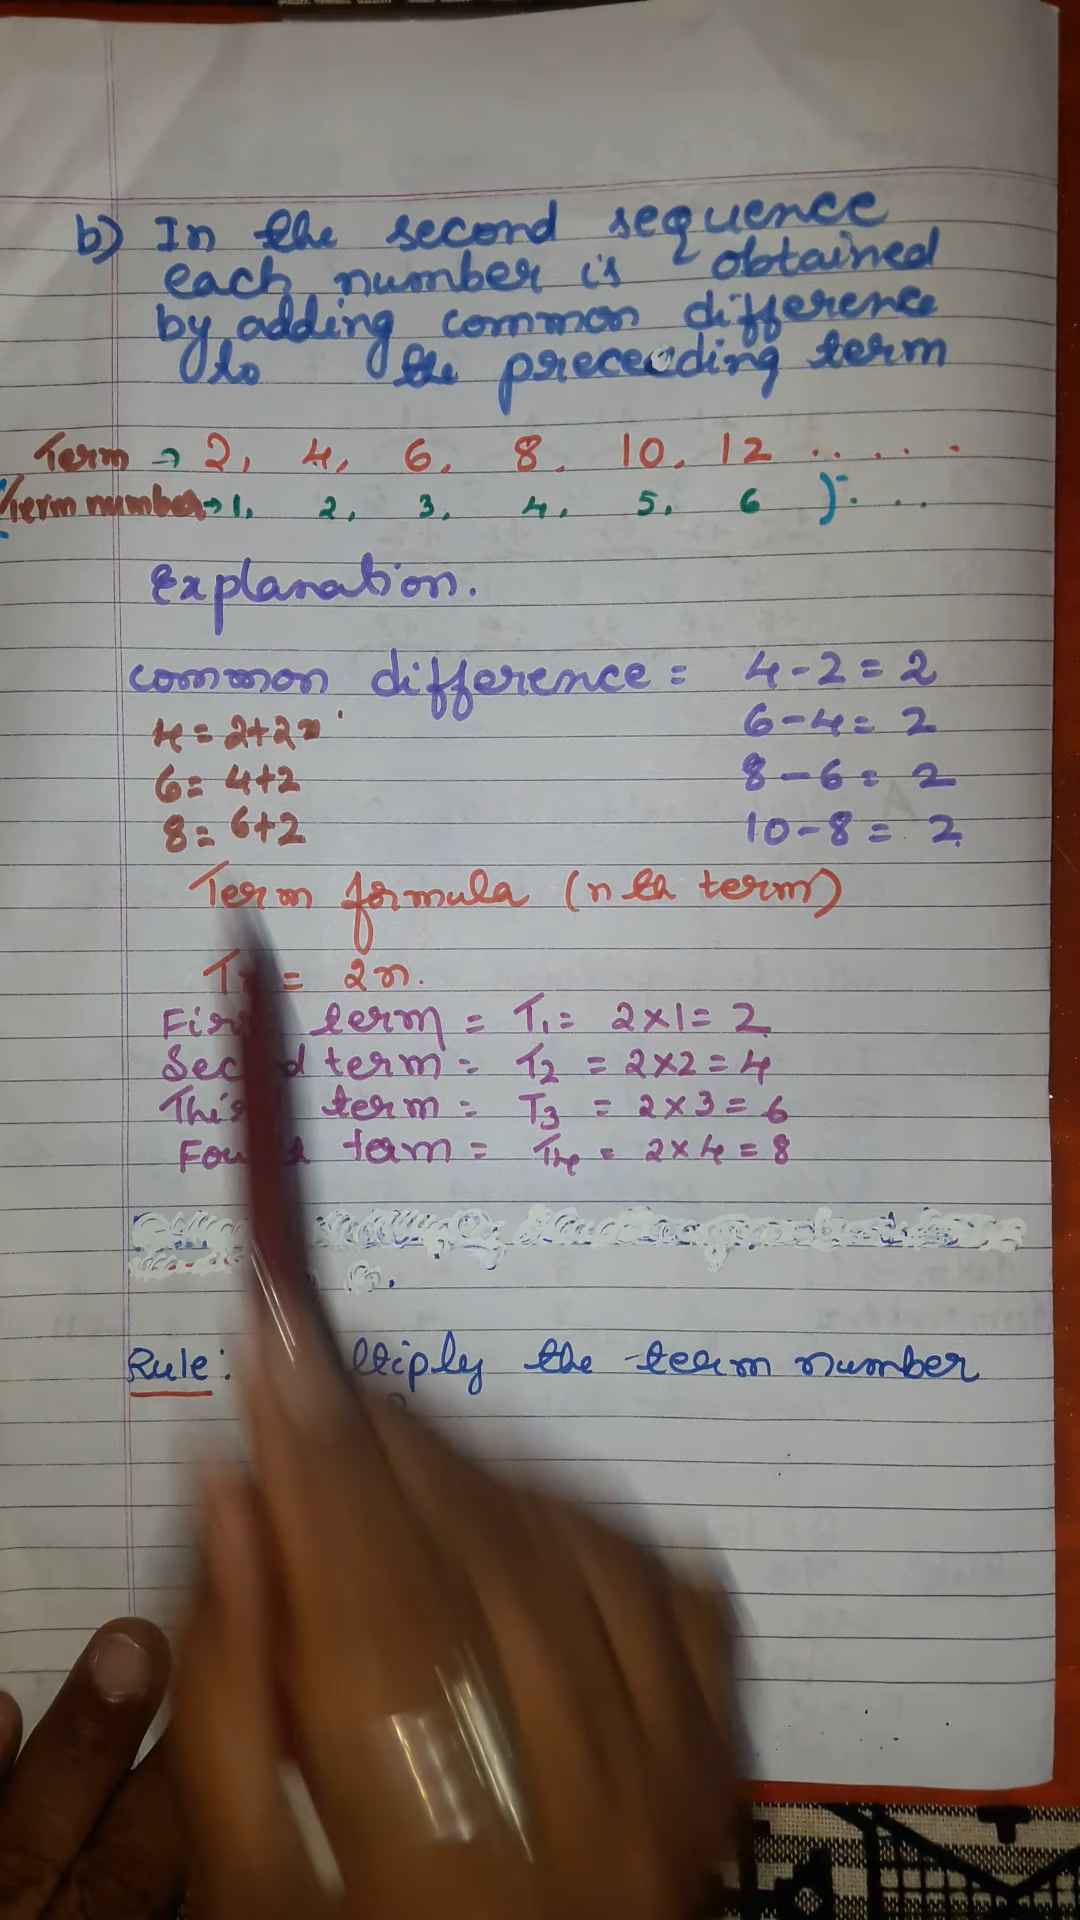 b) In the second sequence
each number is obtained
by adding common difference
to the preceeding term
Term → 2, 4, 6, 8, 10, 12 ......
(Term number → 1, 2, 3, 4, 5, 6 )....
Explanation.
common difference = 4-2=2
4=2+2 6-4= 2
6= 4+2 8-6= 2
8= 6+2 10-8= 2
Term formula (nth term)
= 2n.
term = T1= 2×1=2
term = T2 = 2×2=4
term = T3 = 2×3=6
term = T4 = 2×4=8
Rule: the term number